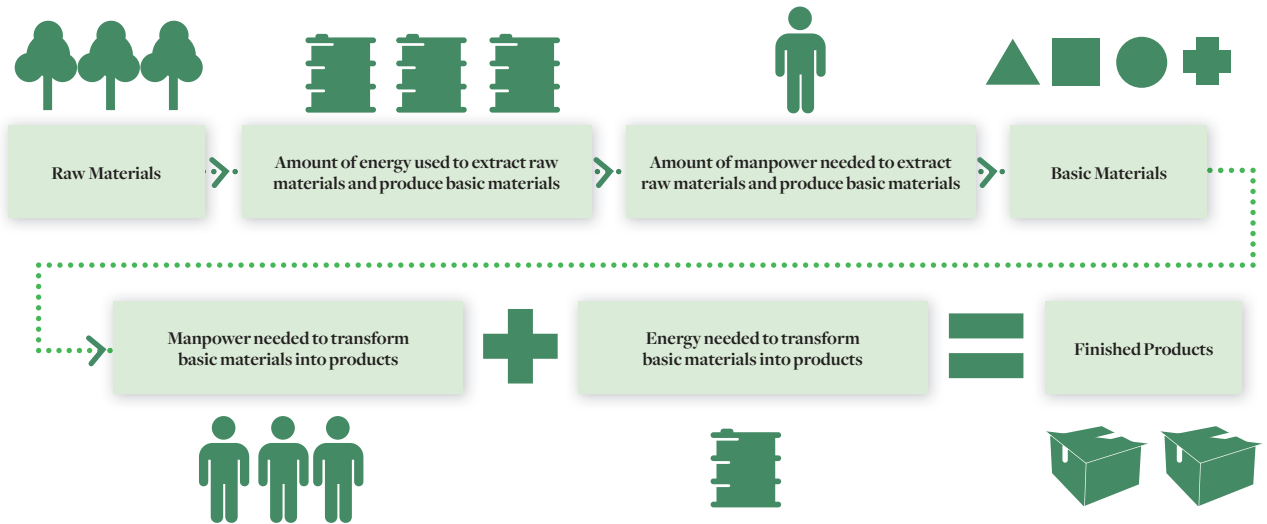 Raw Materials
Amount of energy used to extract raw
materials and produce basic materials
Amount of manpower needed to extract
raw materials and produce basic materials
Basic Materials
Manpower needed to transform
basic materials into products
Energy needed to transform
basic materials into products
Finished Products